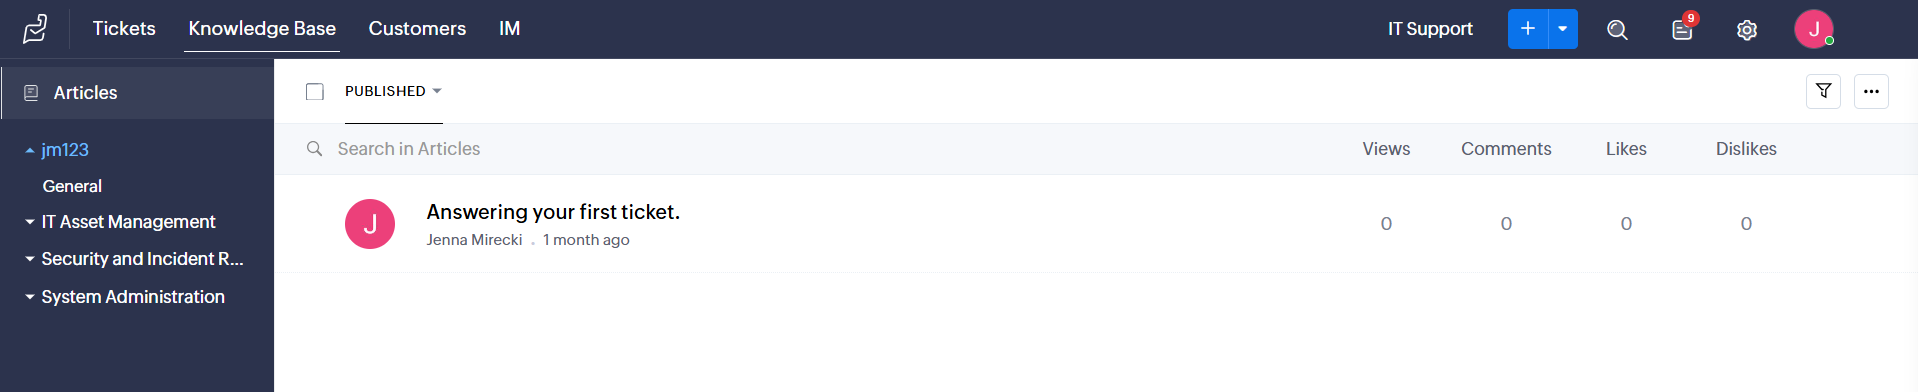 Tickets Knowledge Base Customers IM IT Support 9 J
Articles
PUBLISHED
jm123
Search in Articles Views Comments Likes Dislikes
General
IT Asset Management
J Answering your first ticket. 0 0 0 0
Jenna Mirecki . 1 month ago
Security and Incident R...
System Administration